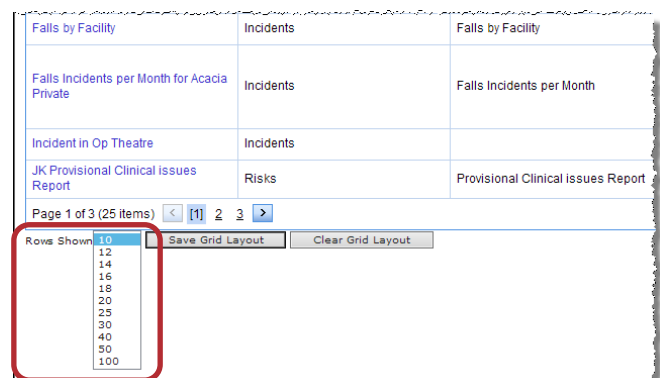 Falls by Facility Incidents Falls by Facility
Falls Incidents per Month for Acacia
Private Incidents Falls Incidents per Month
Incident in Op Theatre Incidents
JK Provisional Clinical issues
Report Risks Provisional Clinical issues Report
Page 1 of 3 (25 items) < [1] 2 3 >
Rows Shown 10 Save Grid Layout Clear Grid Layout
12
14
16
18
20
25
30
40
50
100